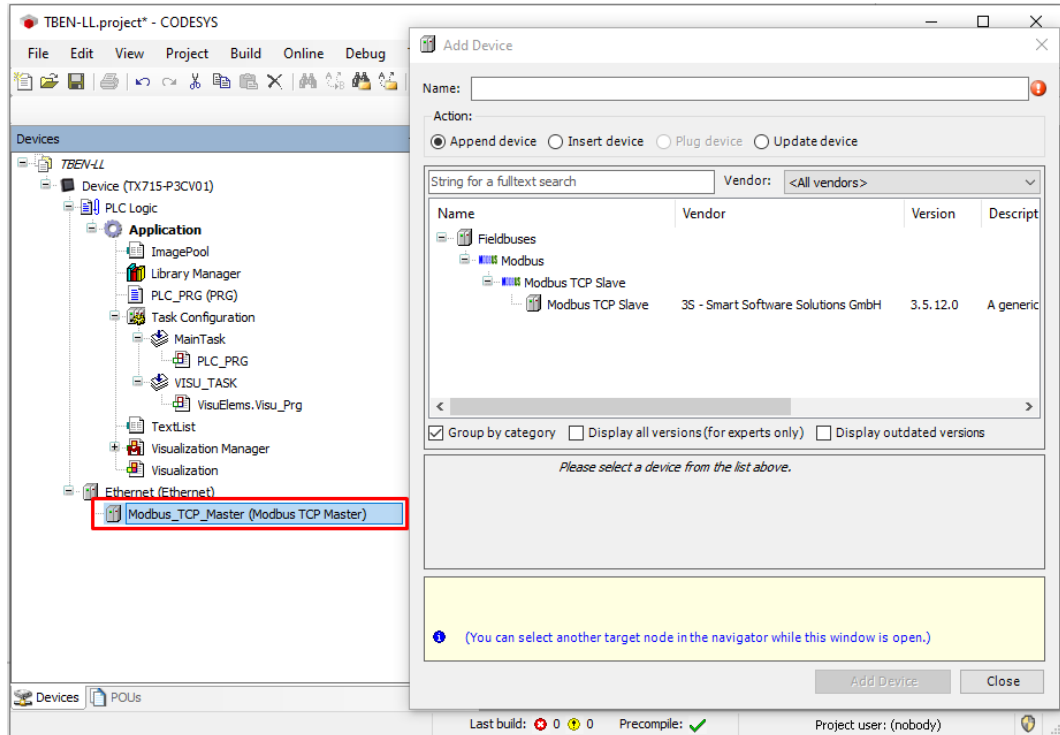 TBEN-LL.project* - CODESYS
File Edit View Project Build Online Debug
Devices
TBEN-LL
Device (TX715-P3CV01)
PLC Logic
Application
ImagePool
Library Manager
PLC_PRG (PRG)
Task Configuration
MainTask
PLC_PRG
VISU_TASK
VisuElems.Visu_Prg
TextList
Visualization Manager
Visualization
Ethernet (Ethernet)
Modbus_TCP_Master (Modbus TCP Master)
Devices POUs
Add Device
Name:
Action:
Append device Insert device Plug device Update device
String for a fulltext search Vendor: <All vendors>
Name Vendor Version Descript
Fieldbuses
Modbus
Modbus TCP Slave
Modbus TCP Slave 3S - Smart Software Solutions GmbH 3.5.12.0 A generic
Group by category Display all versions (for experts only) Display outdated versions
Please select a device from the list above.
(You can select another target node in the navigator while this window is open.)
Add Device Close
Last build: 0 0 Precompile: Project user: (nobody)